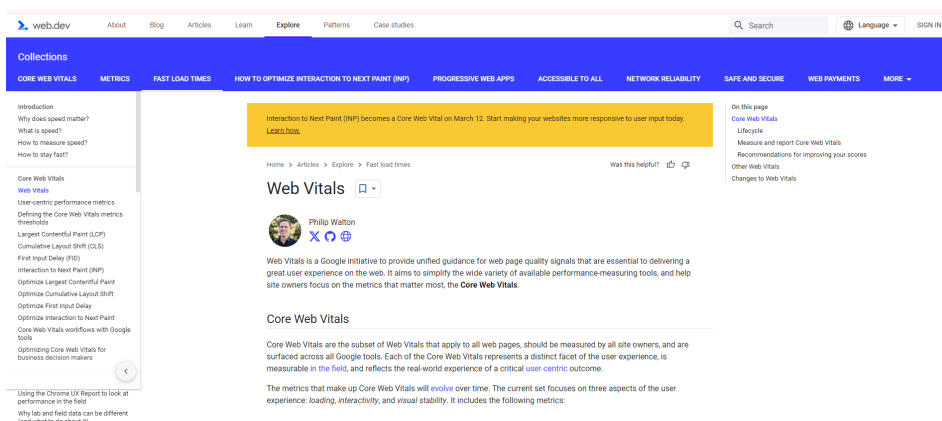 web.dev About Blog Articles Learn Explore Patterns Case studies Search Language SIGN IN
Collections
CORE WEB VITALS METRICS FAST LOAD TIMES HOW TO OPTIMIZE INTERACTION TO NEXT PAINT (INP) PROGRESSIVE WEB APPS ACCESSIBLE TO ALL NETWORK RELIABILITY SAFE AND SECURE WEB PAYMENTS MORE
Introduction
Why does speed matter?
What is speed?
How to measure speed?
How to stay fast?
Core Web Vitals
Web Vitals
User-centric performance metrics
Defining the Core Web Vitals metrics
thresholds
Largest Contentful Paint (LCP)
Cumulative Layout Shift (CLS)
First Input Delay (FID)
Interaction to Next Paint (INP)
Optimize Largest Contentful Paint
Optimize Cumulative Layout Shift
Optimize First Input Delay
Optimize Interaction to Next Paint
Core Web Vitals workflows with Google
tools
Optimizing Core Web Vitals for
business decision makers
Using the Chrome UX Report to look at
performance in the field
Why lab and field data can be different
(and what to do about it)
Interaction to Next Paint (INP) becomes a Core Web Vital on March 12. Start making your websites more responsive to user input today.
Learn how.
Home > Articles > Explore > Fast load times
Was this helpful?
Web Vitals
Philip Walton
Web Vitals is a Google initiative to provide unified guidance for web page quality signals that are essential to delivering a
great user experience on the web. It aims to simplify the wide variety of available performance-measuring tools, and help
site owners focus on the metrics that matter most, the Core Web Vitals.
Core Web Vitals
Core Web Vitals are the subset of Web Vitals that apply to all web pages, should be measured by all site owners, and are
surfaced across all Google tools. Each of the Core Web Vitals represents a distinct facet of the user experience, is
measurable in the field, and reflects the real-world experience of a critical user-centric outcome.
The metrics that make up Core Web Vitals will evolve over time. The current set focuses on three aspects of the user
experience: loading, interactivity, and visual stability. It includes the following metrics:
On this page
Core Web Vitals
Lifecycle
Measure and report Core Web Vitals
Recommendations for improving your scores
Other Web Vitals
Changes to Web Vitals